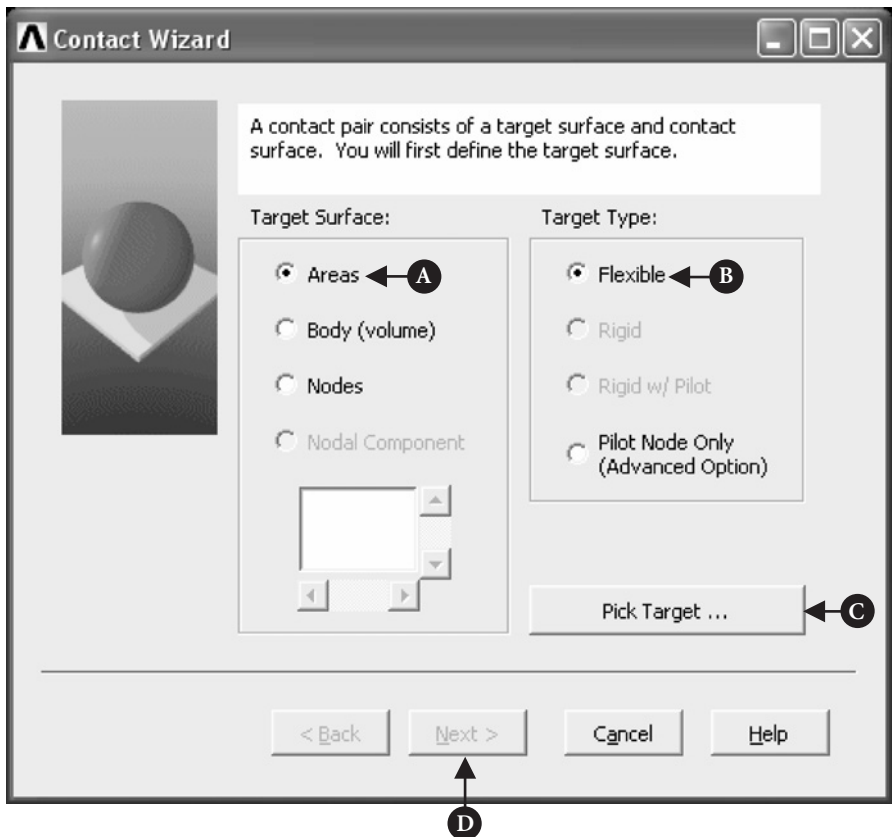 Contact Wizard
A contact pair consists of a target surface and contact
surface. You will first define the target surface.
Target Surface:
Areas
A
Body (volume)
Nodes
Nodal Component
Target Type:
Flexible
B
Rigid
Rigid w/ Pilot
Pilot Node Only
(Advanced Option)
Pick Target ...
C
< Back
Next >
Cancel
Help
D